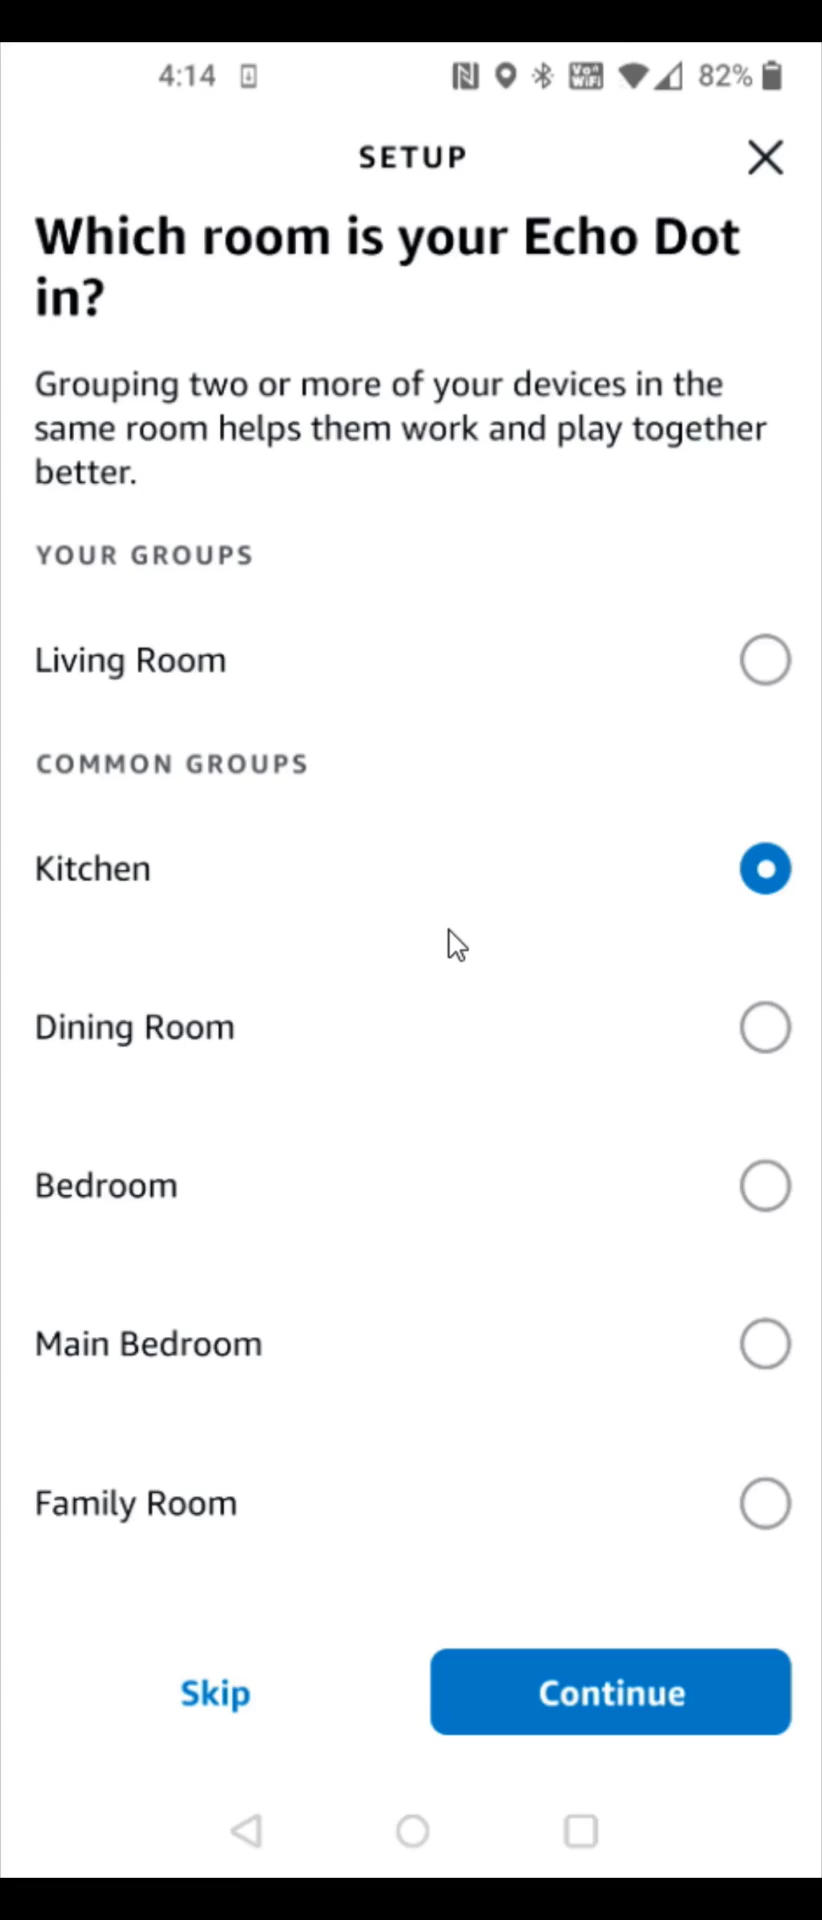 4:14
Vo))
WiFi
82%
SETUP
Which room is your Echo Dot
in?
Grouping two or more of your devices in the
same room helps them work and play together
better.
YOUR GROUPS
Living Room
COMMON GROUPS
Kitchen
Dining Room
Bedroom
Main Bedroom
Family Room
Skip
Continue